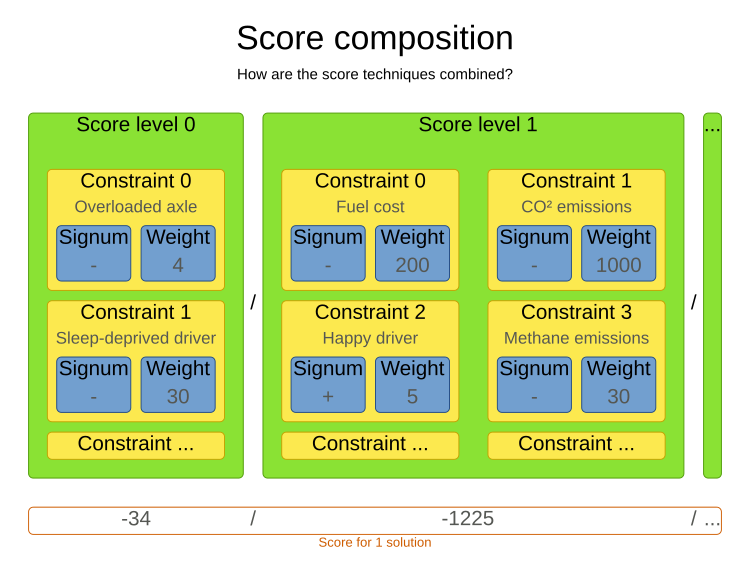 Score composition
How are the score techniques combined?
Score level 0
Score level 1
...
Constraint 0
Overloaded axle
Signum
Weight
-
4
Constraint 1
Sleep-deprived driver
Signum
Weight
-
30
Constraint ...
/
Constraint 0
Fuel cost
Signum
Weight
-
200
Constraint 1
CO² emissions
Signum
Weight
-
1000
Constraint 2
Happy driver
Signum
Weight
+
5
Constraint 3
Methane emissions
Signum
Weight
-
30
Constraint ...
Constraint ...
/
-34 / -1225 / ...
Score for 1 solution